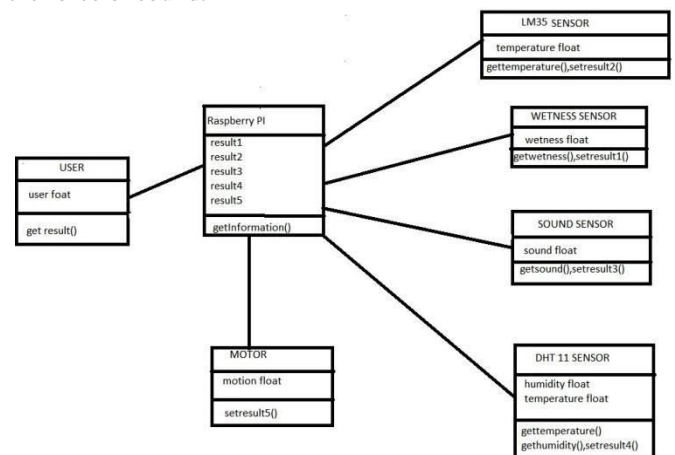 LM35 SENSOR
temperature float
gettemperature(),setresult2()
Raspberry PI
result1
result2
result3
result4
result5
getInformation()
WETNESS SENSOR
wetness float
getwetness(),setresult1()
USER
user foat
get result()
SOUND SENSOR
sound float
getsound(),setresult3()
MOTOR
motion float
setresult5()
DHT 11 SENSOR
humidity float
temperature float
gettemperature()
gethumidity(),setresult4()